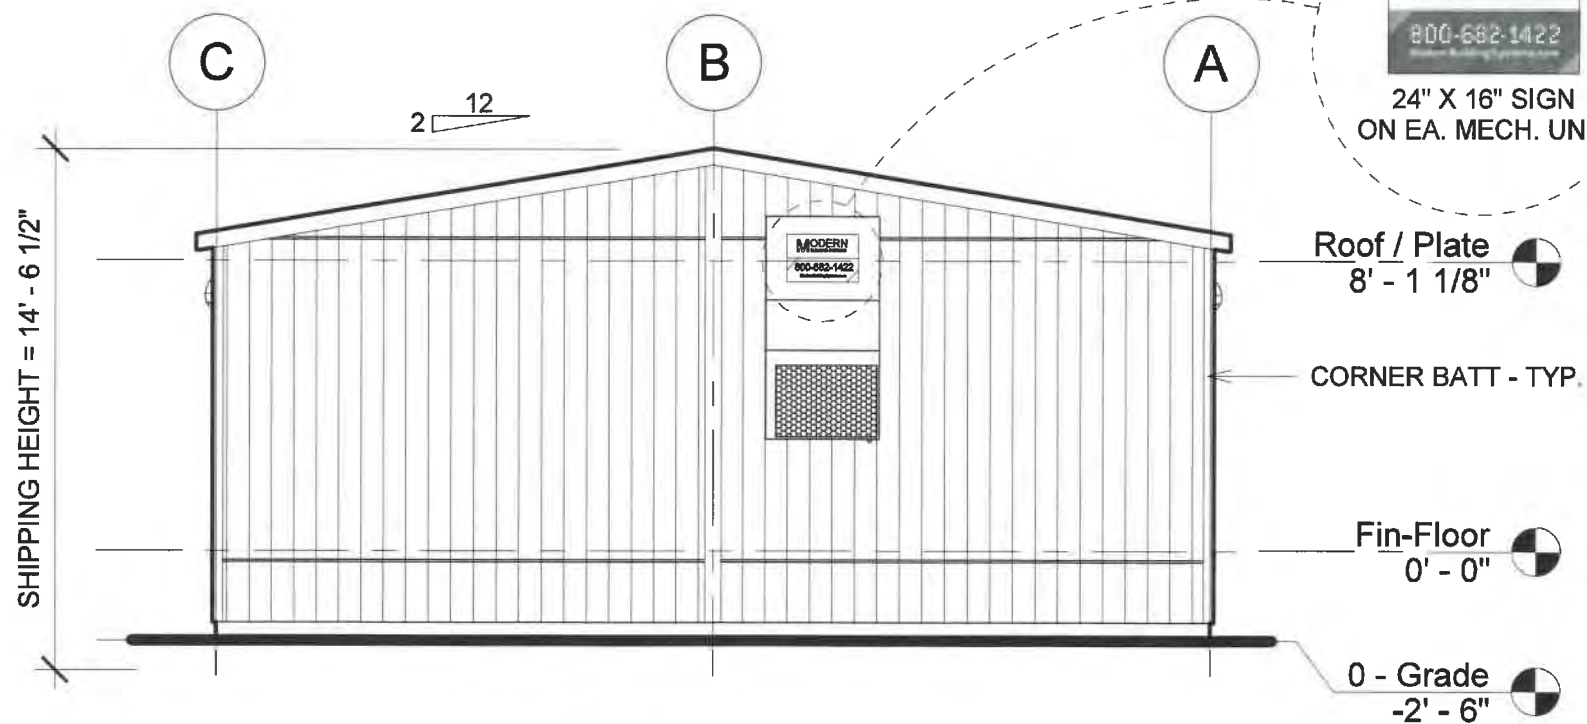 C
B
A
800-682-1422
24" X 16" SIGN
ON EA. MECH. UN
12
2
SHIPPING HEIGHT = 14' - 6 1/2"
MODERN
800-682-1422
Roof / Plate
8' - 1 1/8"
CORNER BATT - TYP.
Fin-Floor
0' - 0"
0 - Grade
-2' - 6"